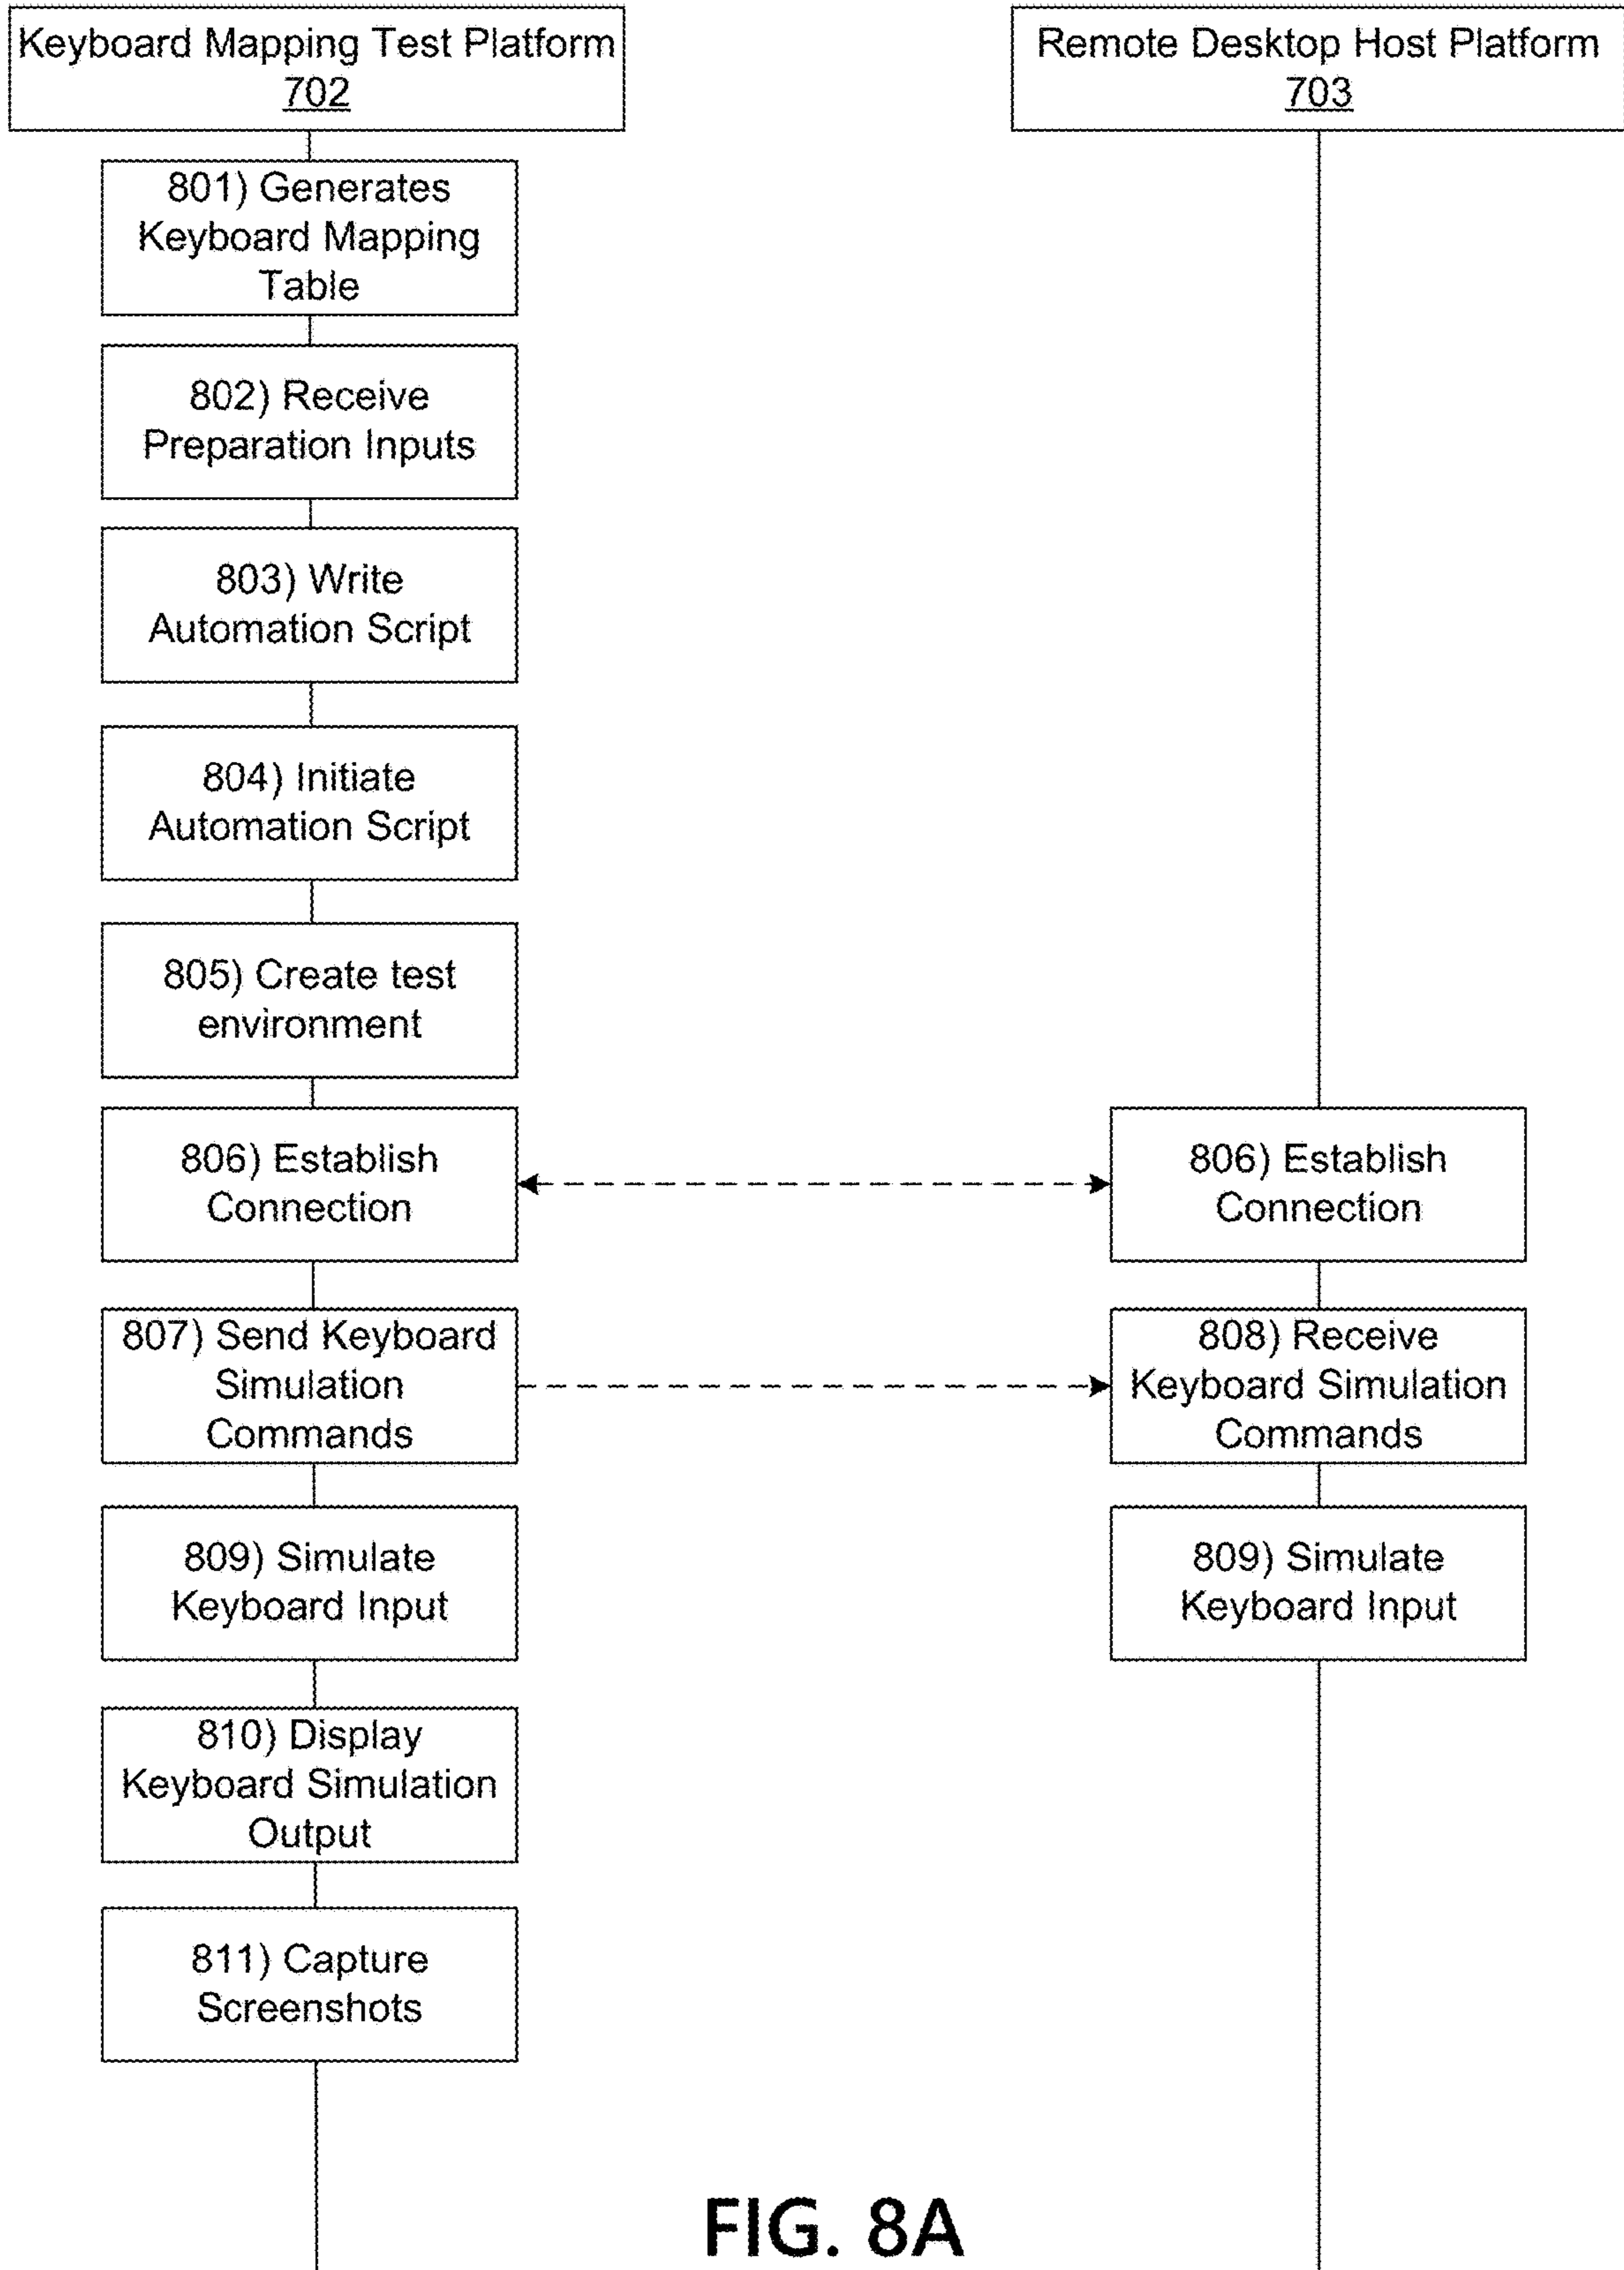 Keyboard Mapping Test Platform
702
Remote Desktop Host Platform
703
801) Generates
Keyboard Mapping
Table
802) Receive
Preparation Inputs
803) Write
Automation Script
804) Initiate
Automation Script
805) Create test
environment
806) Establish
Connection
806) Establish
Connection
807) Send Keyboard
Simulation
Commands
808) Receive
Keyboard Simulation
Commands
809) Simulate
Keyboard Input
809) Simulate
Keyboard Input
810) Display
Keyboard Simulation
Output
811) Capture
Screenshots
FIG. 8A